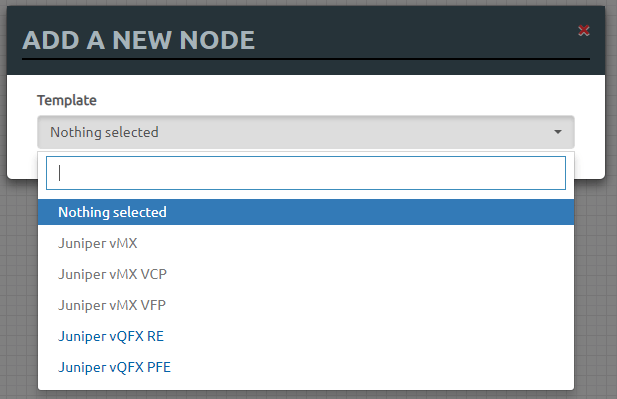 ADD A NEW NODE
Template
Nothing selected
Nothing selected
Juniper vMX
Juniper vMX VCP
Juniper vMX VFP
Juniper vQFX RE
Juniper vQFX PFE